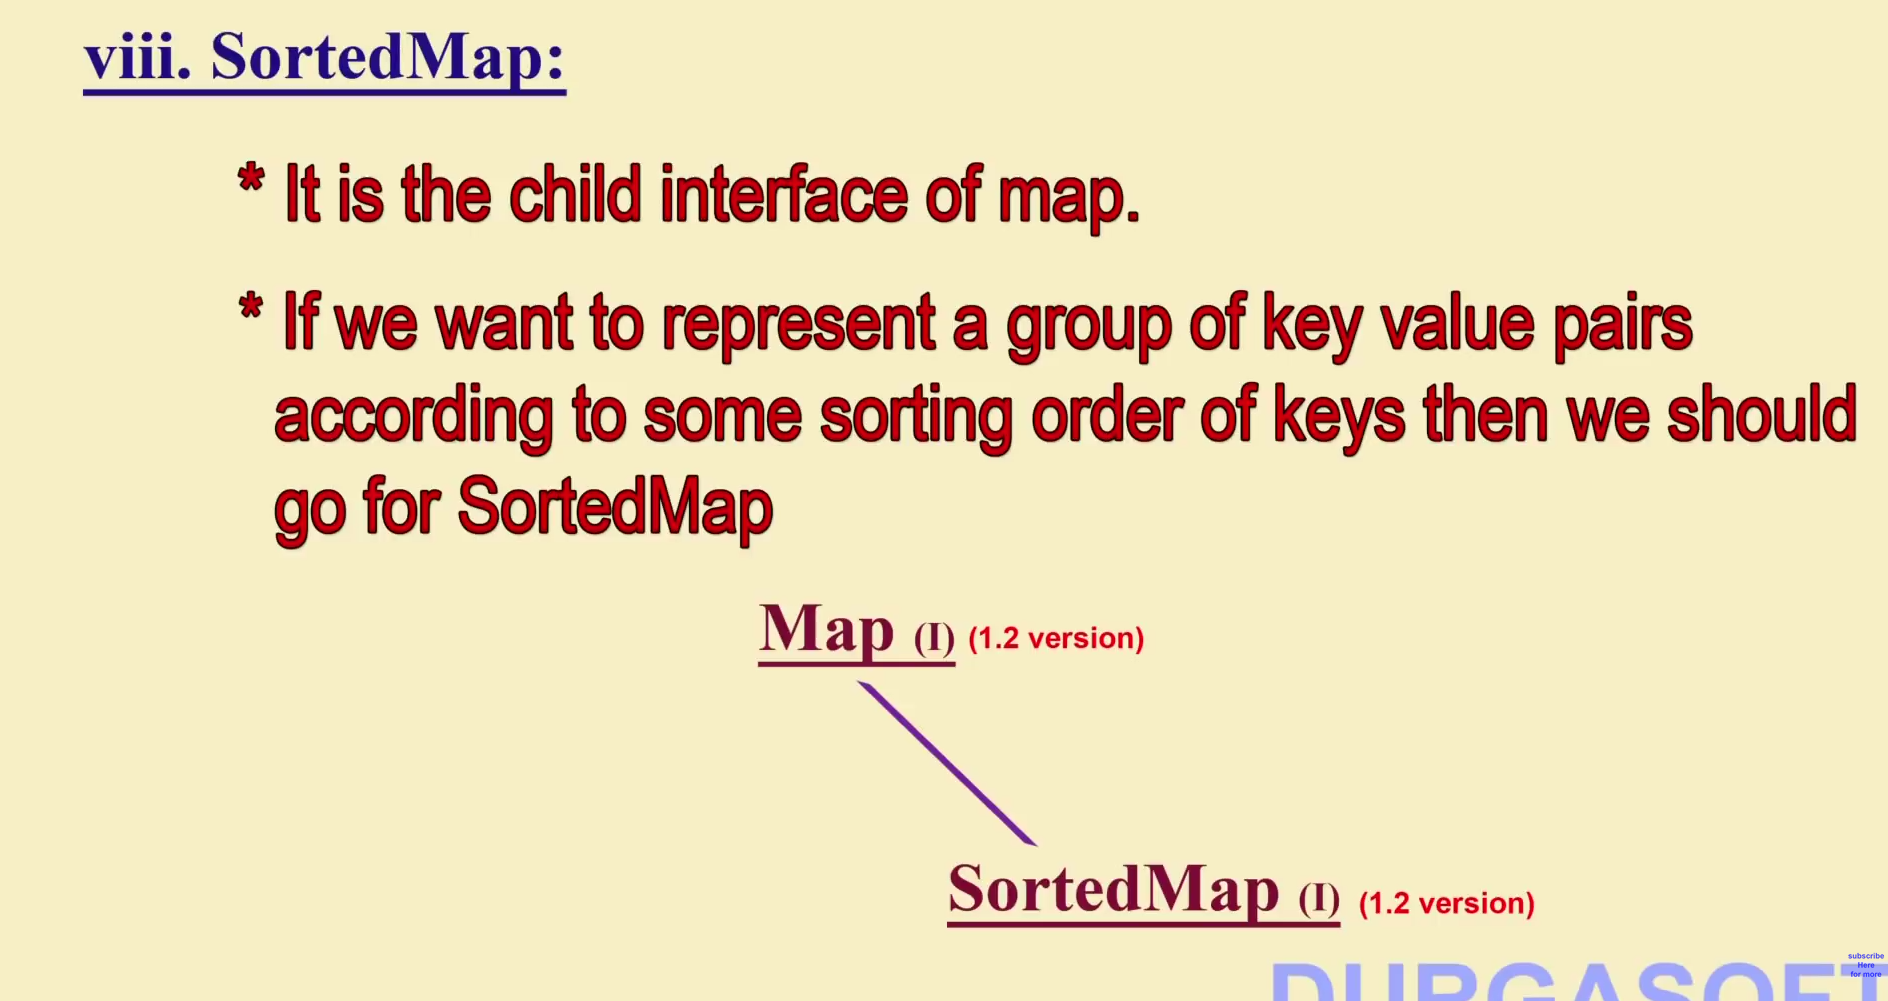 viii. SortedMap:
* It is the child interface of map.
* If we want to represent a group of key value pairs
according to some sorting order of keys then we should
go for SortedMap
Map (I) (1.2 version)
SortedMap (I) (1.2 version)
DURGASOFT
subscribe
Here
for more